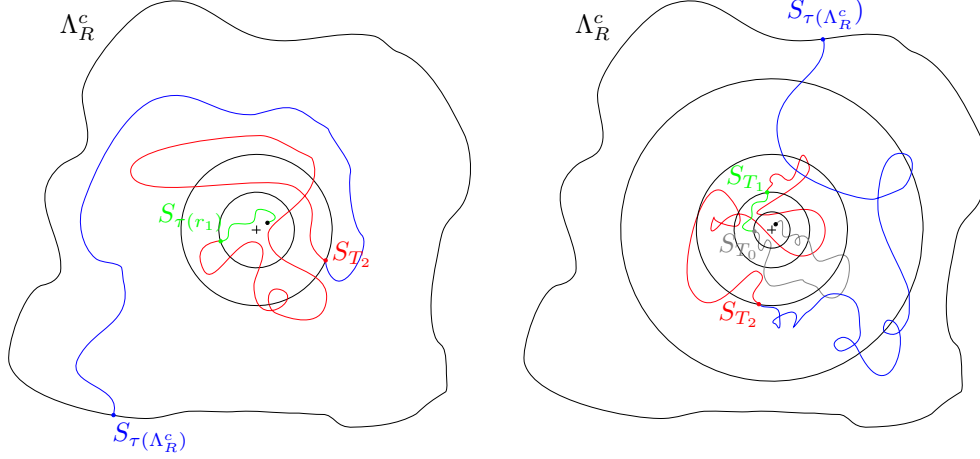 Λ_R^c
S_{τ(r_1)}
S_{T_2}
S_{τ(Λ_R^c)}
Λ_R^c
S_{τ(Λ_R^c)}
S_{T_1}
S_{T_0}
S_{T_2}